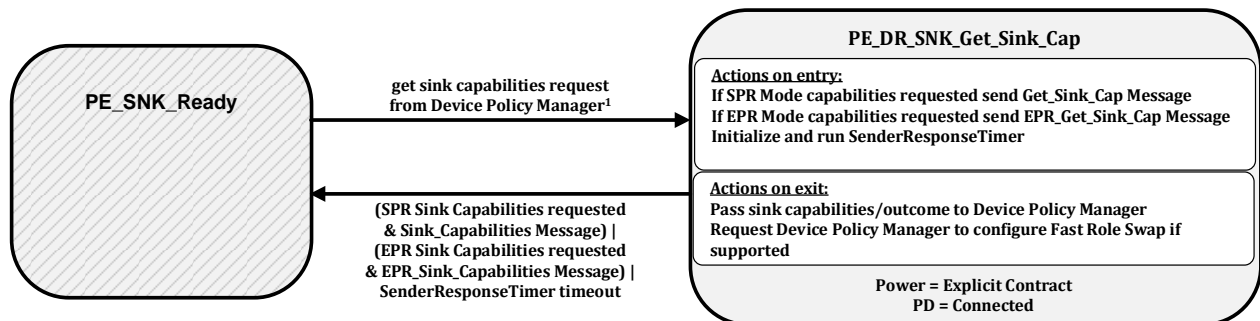 PE_SNK_Ready
get sink capabilities request
from Device Policy Manager¹
(SPR Sink Capabilities requested
& Sink_Capabilities Message) |
(EPR Sink Capabilities requested
& EPR_Sink_Capabilities Message) |
SenderResponseTimer timeout
PE_DR_SNK_Get_Sink_Cap
Actions on entry:
If SPR Mode capabilities requested send Get_Sink_Cap Message
If EPR Mode capabilities requested send EPR_Get_Sink_Cap Message
Initialize and run SenderResponseTimer
Actions on exit:
Pass sink capabilities/outcome to Device Policy Manager
Request Device Policy Manager to configure Fast Role Swap if
supported
Power = Explicit Contract
PD = Connected